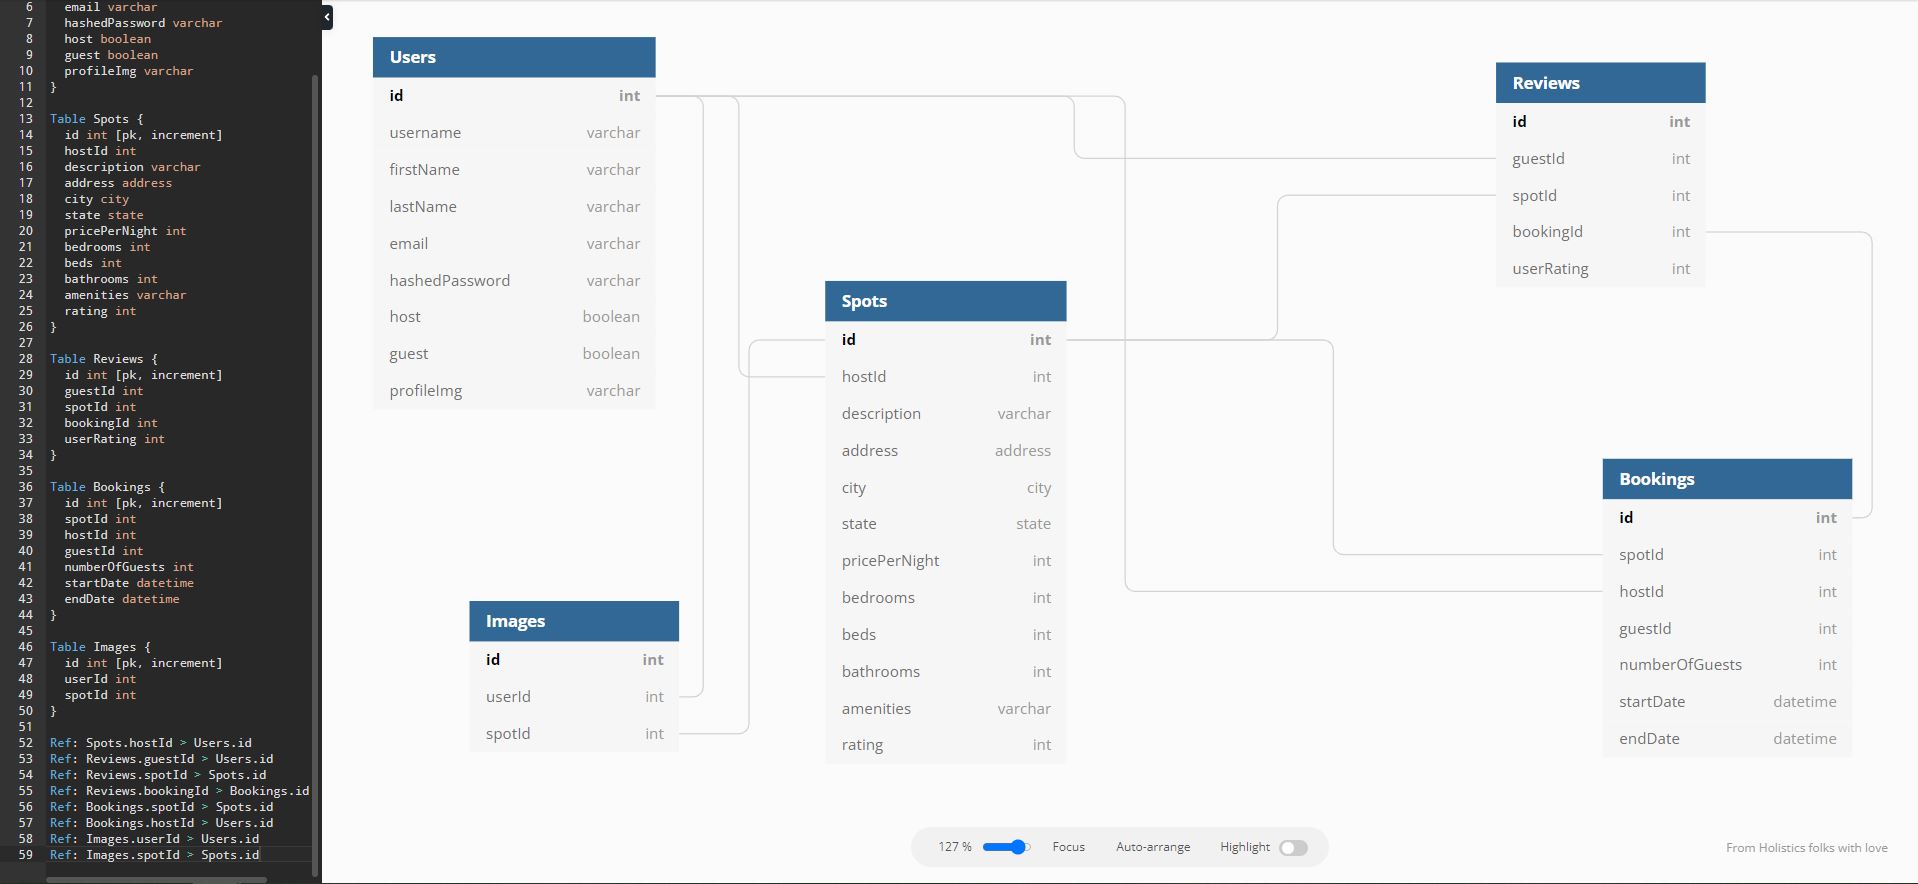 6 email varchar
7 hashedPassword varchar
8 host boolean
9 guest boolean
10 profileImg varchar
11 }
12
13 Table Spots {
14 id int [pk, increment]
15 hostId int
16 description varchar
17 address address
18 city city
19 state state
20 pricePerNight int
21 bedrooms int
22 beds int
23 bathrooms int
24 amenities varchar
25 rating int
26 }
27
28 Table Reviews {
29 id int [pk, increment]
30 guestId int
31 spotId int
32 bookingId int
33 userRating int
34 }
35
36 Table Bookings {
37 id int [pk, increment]
38 spotId int
39 hostId int
40 guestId int
41 numberOfGuests int
42 startDate datetime
43 endDate datetime
44 }
45
46 Table Images {
47 id int [pk, increment]
48 userId int
49 spotId int
50 }
51
52 Ref: Spots.hostId > Users.id
53 Ref: Reviews.guestId > Users.id
54 Ref: Reviews.spotId > Spots.id
55 Ref: Reviews.bookingId > Bookings.id
56 Ref: Bookings.spotId > Spots.id
57 Ref: Bookings.hostId > Users.id
58 Ref: Images.userId > Users.id
59 Ref: Images.spotId > Spots.id
Users
id int
username varchar
firstName varchar
lastName varchar
email varchar
hashedPassword varchar
host boolean
guest boolean
profileImg varchar
Images
id int
userId int
spotId int
Spots
id int
hostId int
description varchar
address address
city city
state state
pricePerNight int
bedrooms int
beds int
bathrooms int
amenities varchar
rating int
Reviews
id int
guestId int
spotId int
bookingId int
userRating int
Bookings
id int
spotId int
hostId int
guestId int
numberOfGuests int
startDate datetime
endDate datetime
127 % Focus Auto-arrange Highlight
From Holistics folks with love